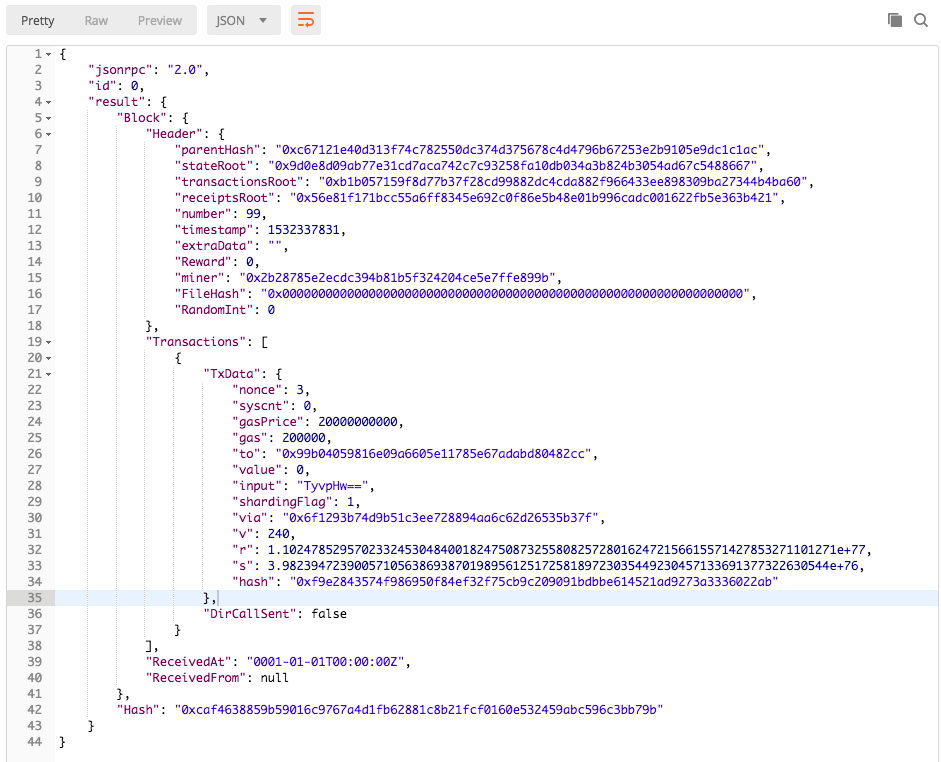 Pretty Raw Preview JSON
1 {
2 "jsonrpc": "2.0",
3 "id": 0,
4 "result": {
5 "Block": {
6 "Header": {
7 "parentHash": "0xc67121e40d313f74c782550dc374d375678c4d4796b67253e2b9105e9dc1c1ac",
8 "stateRoot": "0x9d0e8d09ab77e31cd7aca742c7c93258fa10db034a3b824b3054ad67c5488667",
9 "transactionsRoot": "0xb1b057159f8d77b37f28cd99882dc4cda882f966433ee898309ba27344b4ba60",
10 "receiptsRoot": "0x56e81f171bcc55a6ff8345e692c0f86e5b48e01b996cadc001622fb5e363b421",
11 "number": 99,
12 "timestamp": 1532337831,
13 "extraData": "",
14 "Reward": 0,
15 "miner": "0x2b28785e2ecdc394b81b5f324204ce5e7ffe899b",
16 "FileHash": "0x0000000000000000000000000000000000000000000000000000000000000000",
17 "RandomInt": 0
18 },
19 "Transactions": [
20 {
21 "TxData": {
22 "nonce": 3,
23 "syscnt": 0,
24 "gasPrice": 20000000000,
25 "gas": 200000,
26 "to": "0x99b04059816e09a6605e11785e67adabd80482cc",
27 "value": 0,
28 "input": "TyvpHw==",
29 "shardingFlag": 1,
30 "via": "0x6f1293b74d9b51c3ee728894aa6c62d26535b37f",
31 "v": 240,
32 "r": 1.1024785295702332453048400182475087325580825728016247215661557142785327110​1271e+77,
33 "s": 3.982394723900571056386938701989561251725818972303544923045713369137732263​0544e+76,
34 "hash": "0xf9e2843574f986950f84ef32f75cb9c209091bdbbe614521ad9273a3336022ab"
35 },
36 "DirCallSent": false
37 }
38 ],
39 "ReceivedAt": "0001-01-01T00:00:00Z",
40 "ReceivedFrom": null
41 },
42 "Hash": "0xcaf4638859b59016c9767a4d1fb62881c8b21fcf0160e532459abc596c3bb79b"
43 }
44 }